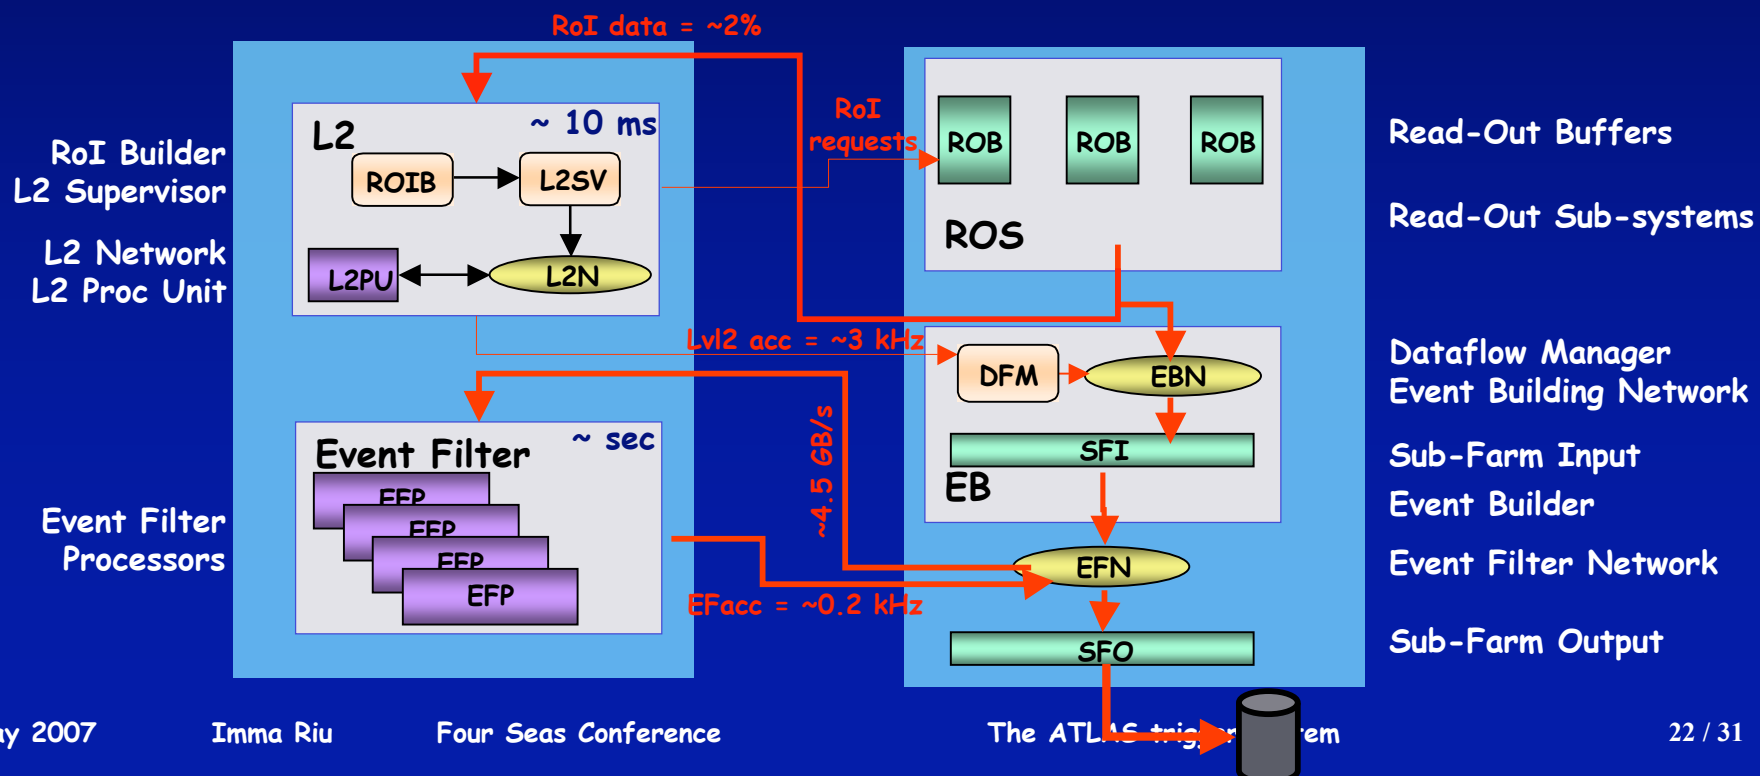 RoI data = ~2%
RoI Builder
L2 Supervisor
L2 Network
L2 Proc Unit
L2
~ 10 ms
ROIB
L2SV
L2PU
L2N
RoI
requests
ROB
ROB
ROB
ROS
Read-Out Buffers
Read-Out Sub-systems
Lvl2 acc = ~3 kHz
DFM
EBN
SFI
EB
Dataflow Manager
Event Building Network
Sub-Farm Input
Event Builder
Event Filter
Processors
Event Filter
~ sec
EFP
EFP
EFP
EFP
~4.5 GB/s
EFacc = ~0.2 kHz
EFN
Event Filter Network
SFO
Sub-Farm Output
ay 2007
Imma Riu
Four Seas Conference
The ATLAS trigger tem
22 / 31